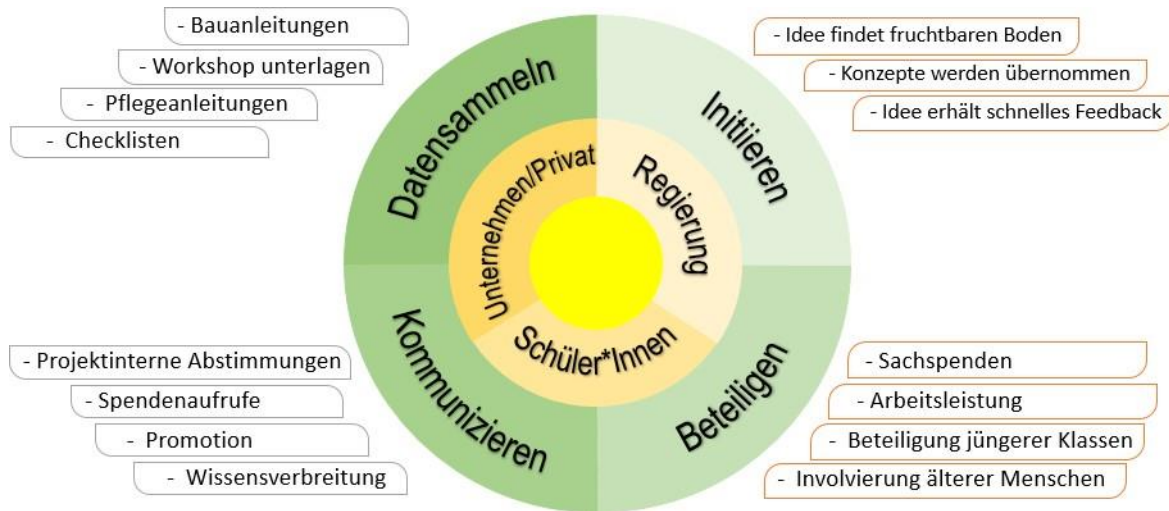 - Bauanleitungen
- Workshop unterlagen
- Pflegeanleitungen
- Checklisten
- Idee findet fruchtbaren Boden
- Konzepte werden übernommen
- Idee erhält schnelles Feedback
Datensammeln
Initiieren
Unternehmen/Privat
Regierung
Schüler*Innen
Kommunizieren
Beteiligen
- Projektinterne Abstimmungen
- Spendenaufrufe
- Promotion
- Wissensverbreitung
- Sachspenden
- Arbeitsleistung
- Beteiligung jüngerer Klassen
- Involvierung älterer Menschen